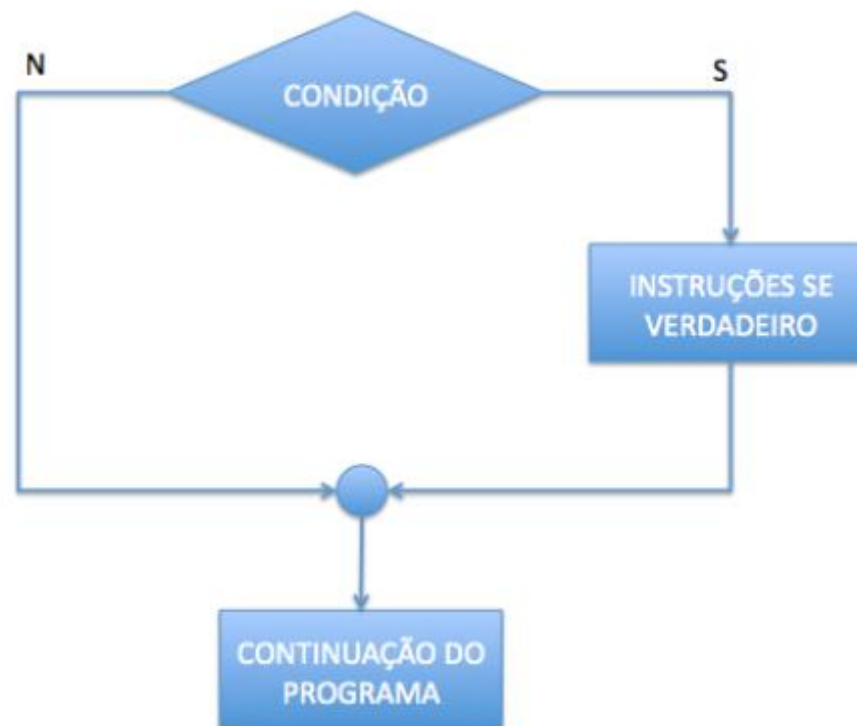 N
CONDIÇÃO
S
INSTRUÇÕES SE
VERDADEIRO
CONTINUAÇÃO DO
PROGRAMA